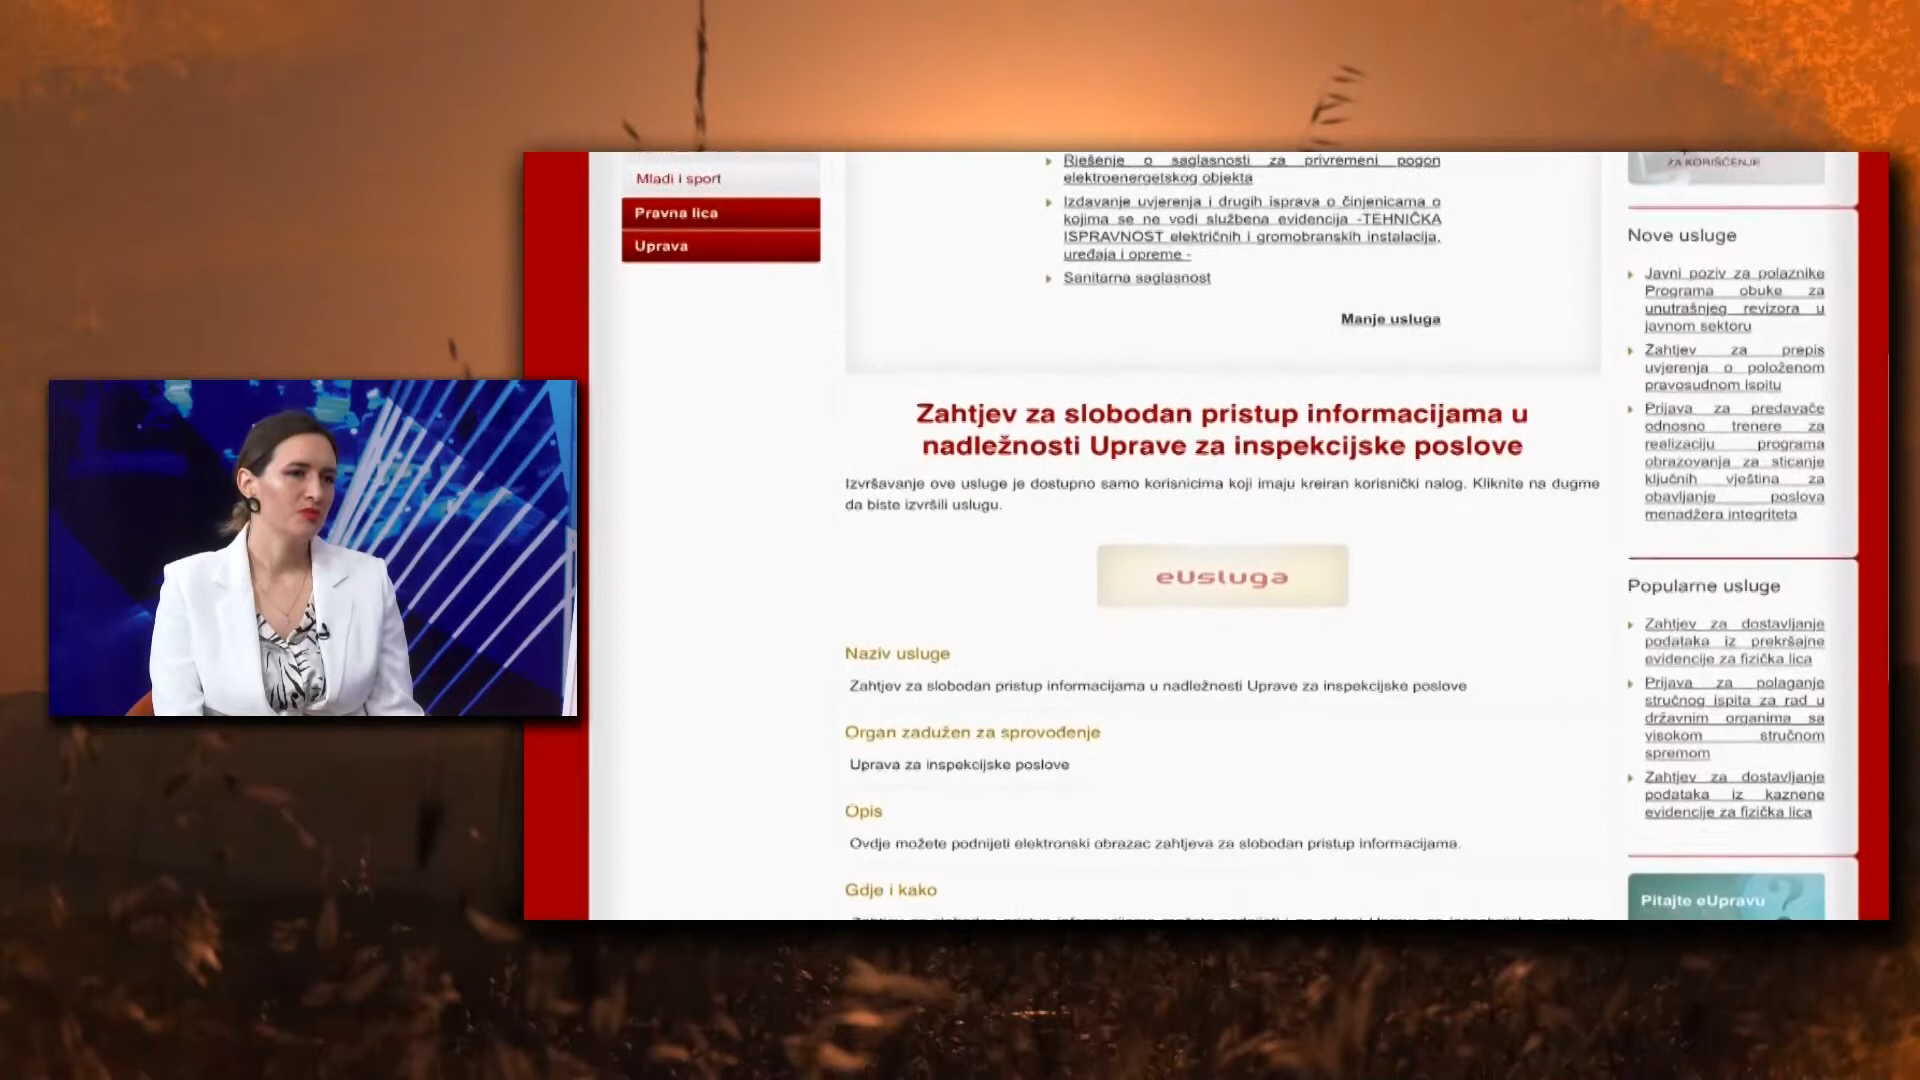 Mladi i sport
Pravna lica
Uprava
Rješenje o saglasnosti za privremeni pogon
elektroenergetskog objekta
Izdavanje uvjerenja i drugih isprava o činjenicama o
kojima se ne vodi službena evidencija -TEHNIČKA
ISPRAVNOST električnih i gromobranskih instalacija,
uređaja i opreme -
Sanitarna saglasnost
Manje usluga
Zahtjev za slobodan pristup informacijama u
nadležnosti Uprave za inspekcijske poslove
Izvršavanje ove usluge je dostupno samo korisnicima koji imaju kreiran korisnički nalog. Kliknite na dugme
da biste izvršili uslugu.
eUsluga
Naziv usluge
Zahtjev za slobodan pristup informacijama u nadležnosti Uprave za inspekcijske poslove
Organ zadužen za sprovođenje
Uprava za inspekcijske poslove
Opis
Ovdje možete podnijeti elektronski obrazac zahtjeva za slobodan pristup informacijama.
Gdje i kako
ZA KORIŠĆENJE
Nove usluge
Javni poziv za polaznike
Programa obuke za
unutrašnjeg revizora u
javnom sektoru
Zahtjev za prepis
uvjerenja o položenom
pravosudnom ispitu
Prijava za predavače
odnosno trenere za
realizaciju programa
obrazovanja za sticanje
ključnih vještina za
obavljanje poslova
menadžera integriteta
Popularne usluge
Zahtjev za dostavljanje
podataka iz prekršajne
evidencije za fizička lica
Prijava za polaganje
stručnog ispita za rad u
državnim organima sa
visokom stručnom
spremom
Zahtjev za dostavljanje
podataka iz kaznene
evidencije za fizička lica
Pitajte eUpravu